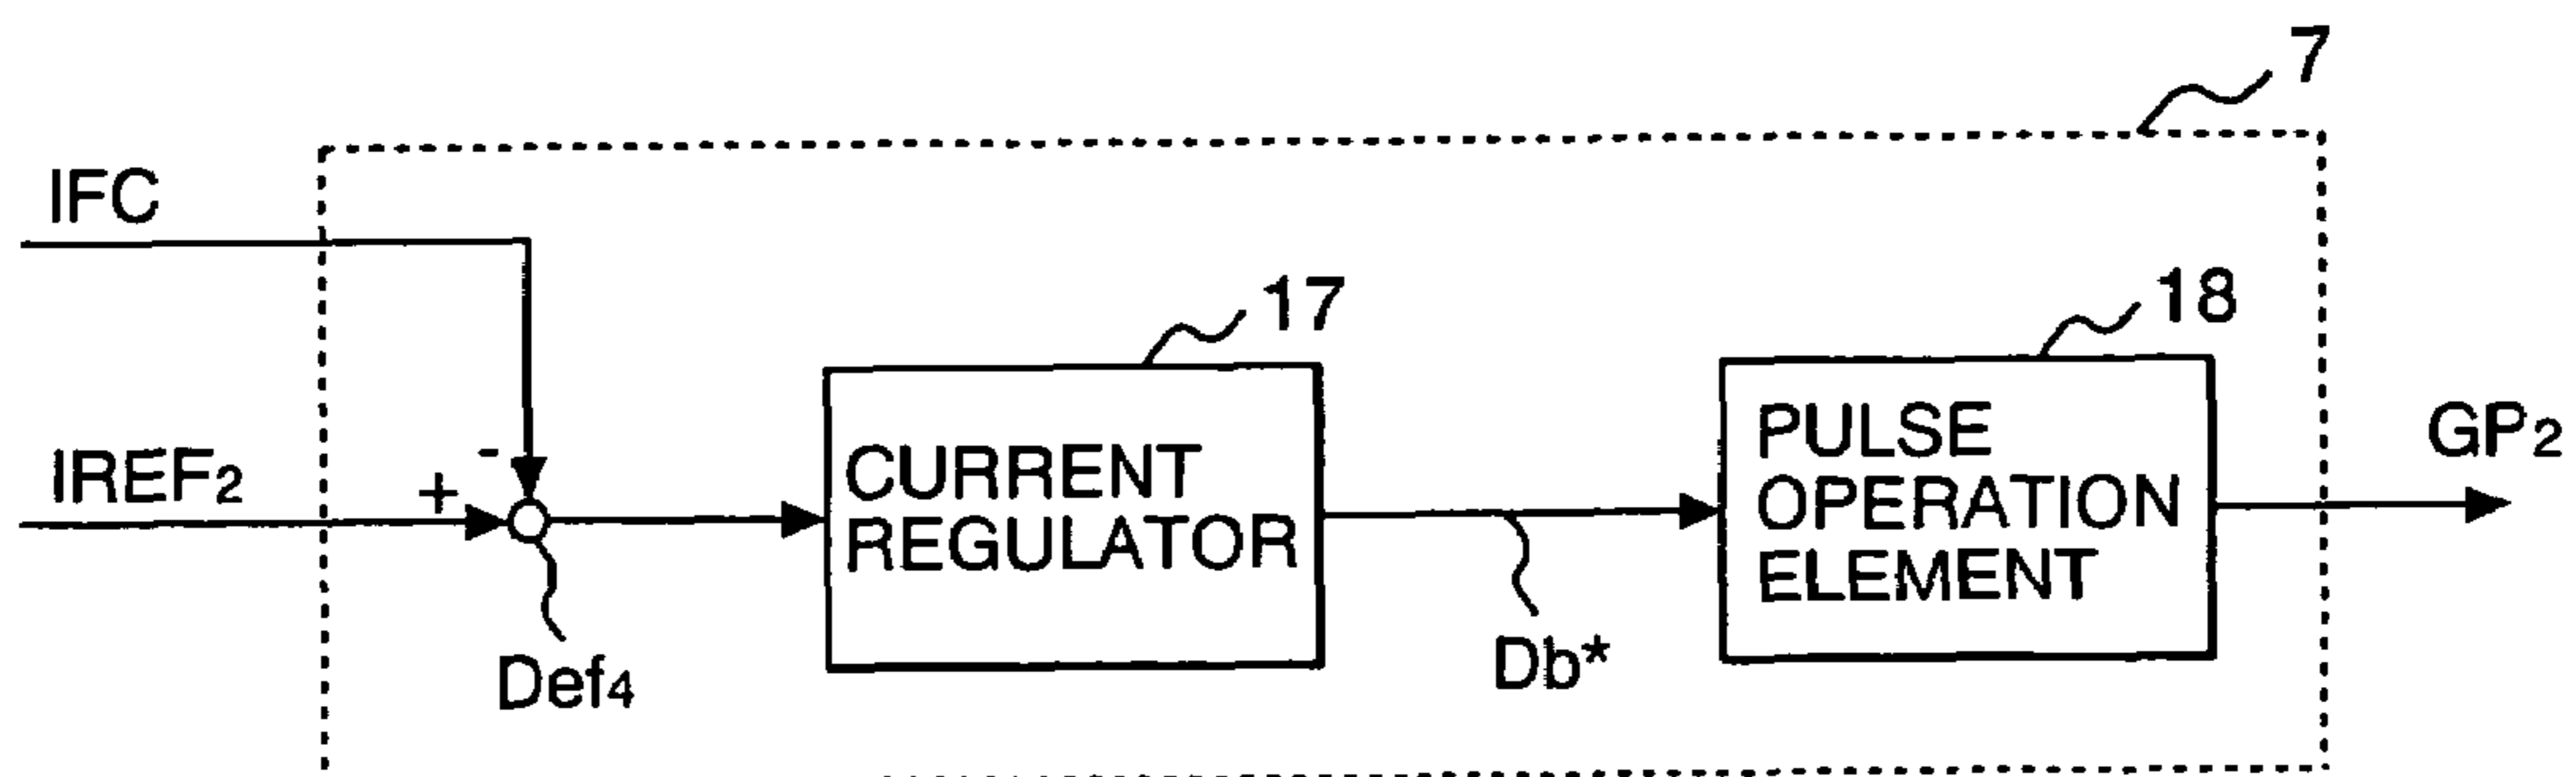 7
IFC
17
18
IREF₂
+
-
CURRENT
REGULATOR
PULSE
OPERATION
ELEMENT
GP₂
Def₄
Db*